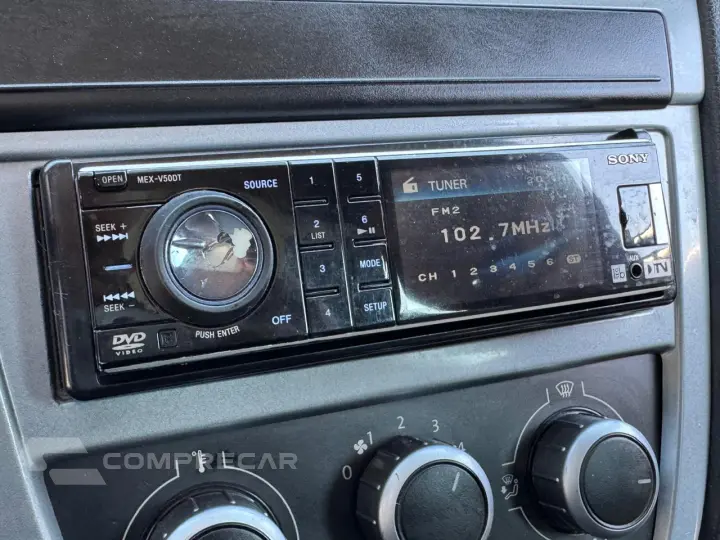 OPEN MEX-V50DT
SOURCE
SEEK +
SEEK −
DVD
VIDEO
PUSH ENTER
OFF
1
2
LIST
3
4
5
6
MODE
SETUP
TUNER
FM2
102.7MHz
CH 1 2 3 4 5 6 ST
SONY
AUX
TV
0 1 2 3 4
COMPRECAR